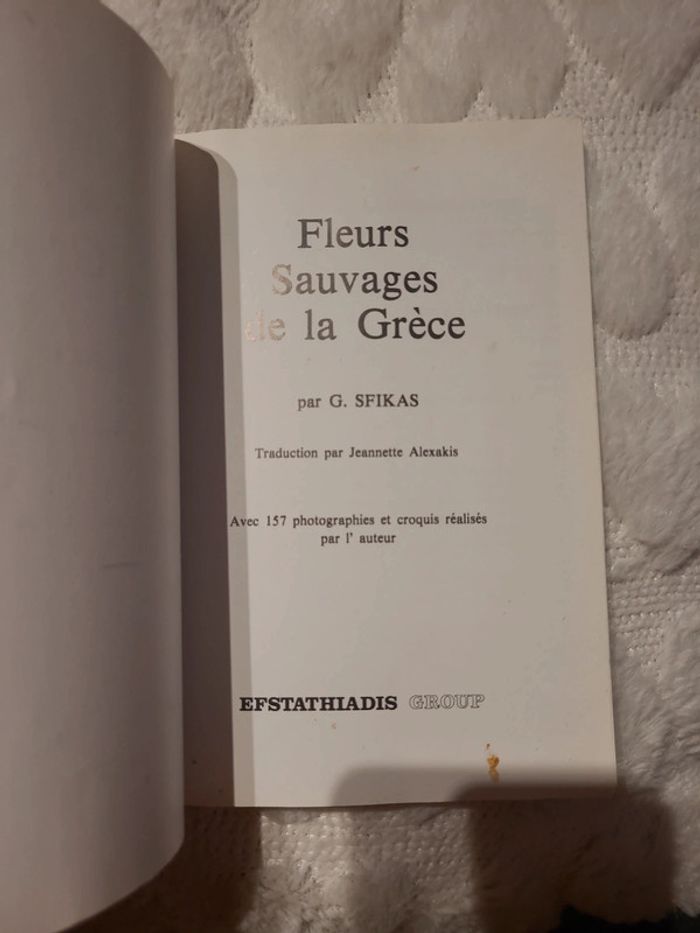 Fleurs
Sauvages
de la Grèce
par G. SFIKAS
Traduction par Jeannette Alexakis
Avec 157 photographies et croquis réalisés
par l' auteur
EFSTATHIADIS GROUP